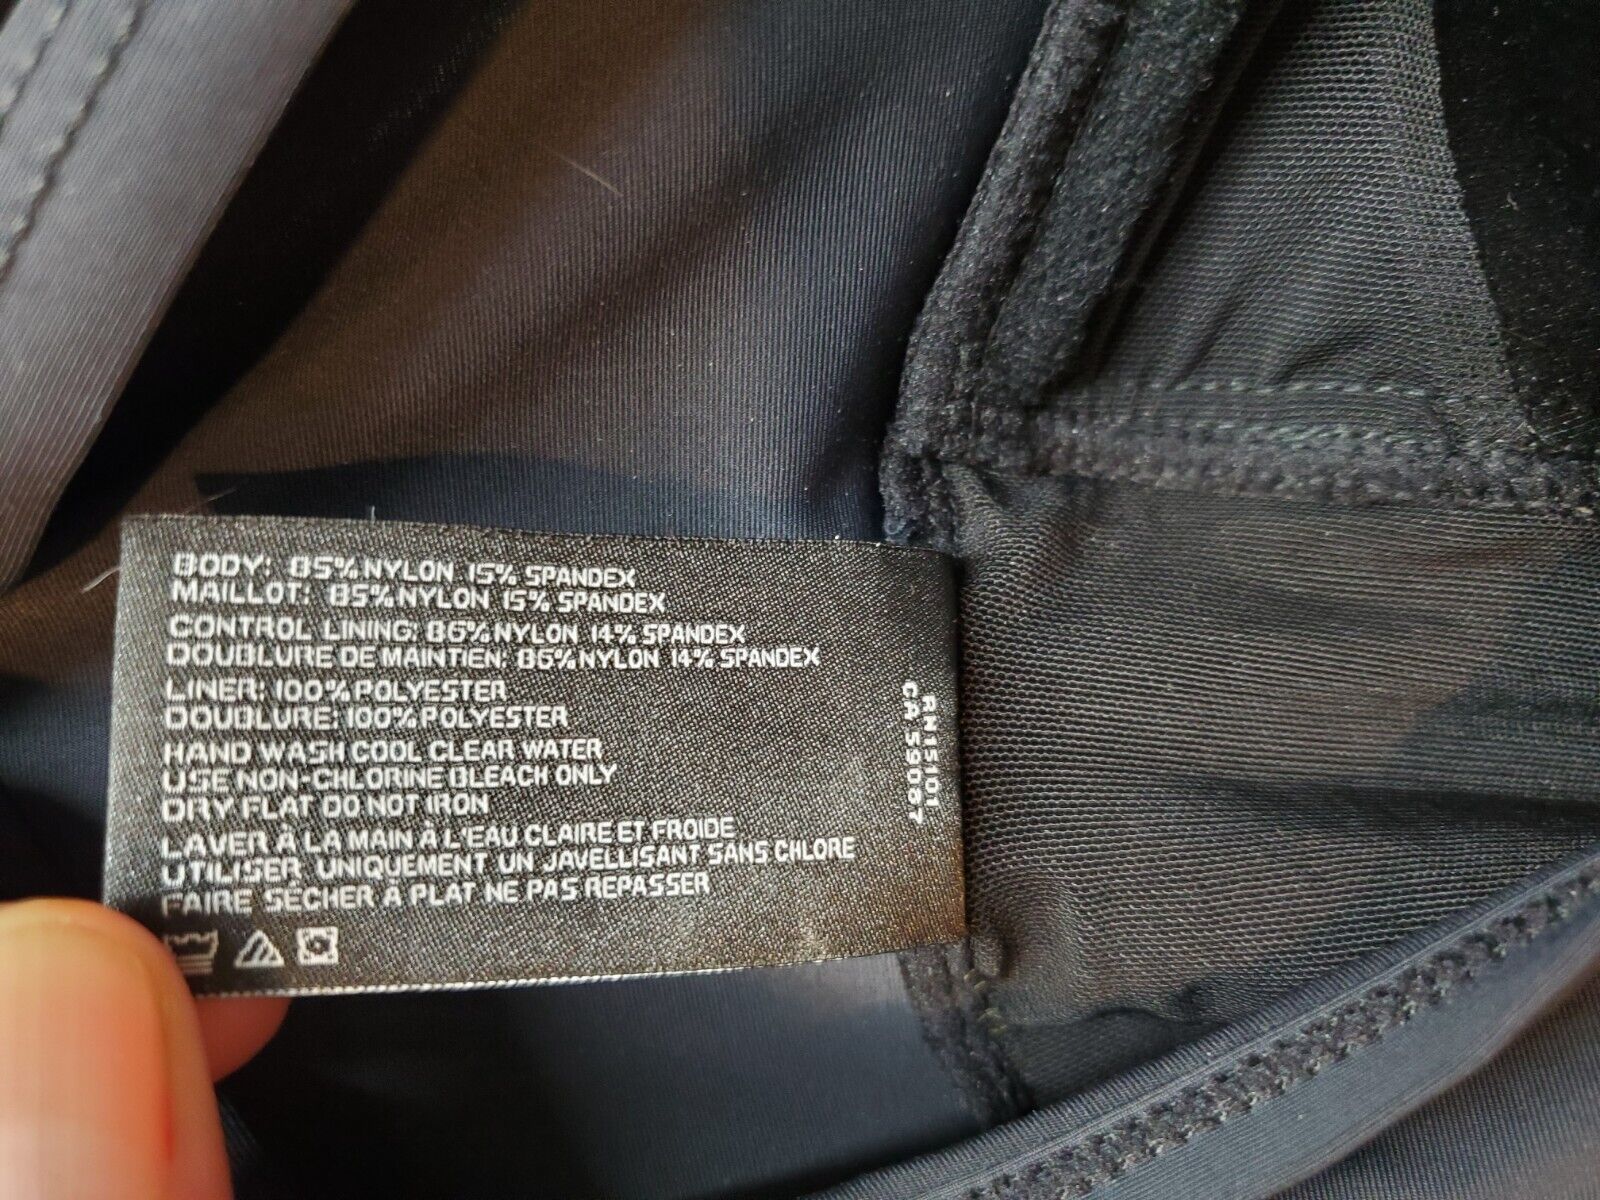 BODY: 85% NYLON 15% SPANDEX
MAILLOT: 85% NYLON 15% SPANDEX
CONTROL LINING: 86% NYLON 14% SPANDEX
DOUBLURE DE MAINTIEN: 86% NYLON 14% SPANDEX
LINER: 100% POLYESTER
DOUBLURE: 100% POLYESTER
HAND WASH COOL CLEAR WATER
USE NON-CHLORINE BLEACH ONLY
DRY FLAT DO NOT IRON
LAVER À LA MAIN À L'EAU CLAIRE ET FROIDE
UTILISER UNIQUEMENT UN JAVELLISANT SANS CHLORE
FAIRE SÉCHER À PLAT NE PAS REPASSER
RN115101
CA 59087